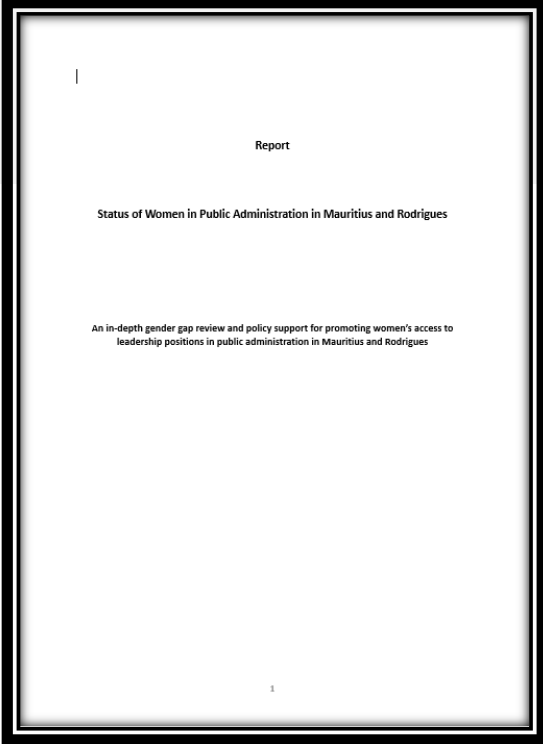 Report
Status of Women in Public Administration in Mauritius and Rodrigues
An in-depth gender gap review and policy support for promoting women's access to
leadership positions in public administration in Mauritius and Rodrigues
1